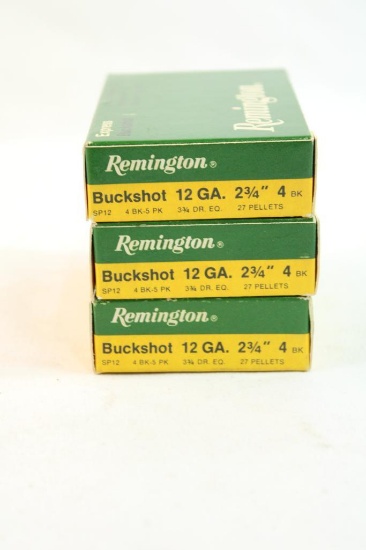 Remington
Express
Remington®
Buckshot 12 GA. 2¾" 4 BK
SP12 4 BK-5 PK 3¾ DR. EQ. 27 PELLETS
Remington®
Buckshot 12 GA. 2¾" 4 BK
SP12 4 BK-5 PK 3¾ DR. EQ. 27 PELLETS
Remington®
Buckshot 12 GA. 2¾" 4 BK
SP12 4 BK-5 PK 3¾ DR. EQ. 27 PELLETS